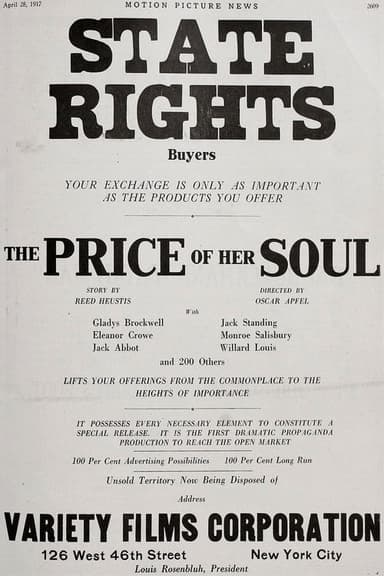 April 28, 1917 MOTION PICTURE NEWS 2609
STATE
RIGHTS
Buyers
YOUR EXCHANGE IS ONLY AS IMPORTANT
AS THE PRODUCTS YOU OFFER
THE PRICE OF HER SOUL
STORY BY DIRECTED BY
REED HEUSTIS OSCAR APFEL
With
Gladys Brockwell Jack Standing
Eleanor Crowe Monroe Salisbury
Jack Abbot Willard Louis
and 200 Others
LIFTS YOUR OFFERINGS FROM THE COMMONPLACE TO THE
HEIGHTS OF IMPORTANCE
IT POSSESSES EVERY NECESSARY ELEMENT TO CONSTITUTE A
SPECIAL RELEASE. IT IS THE FIRST DRAMATIC PROPAGANDA
PRODUCTION TO REACH THE OPEN MARKET
100 Per Cent Advertising Possibilities 100 Per Cent Long Run
Unsold Territory Now Being Disposed of
Address
VARIETY FILMS CORPORATION
126 West 46th Street New York City
Louis Rosenbluh, President